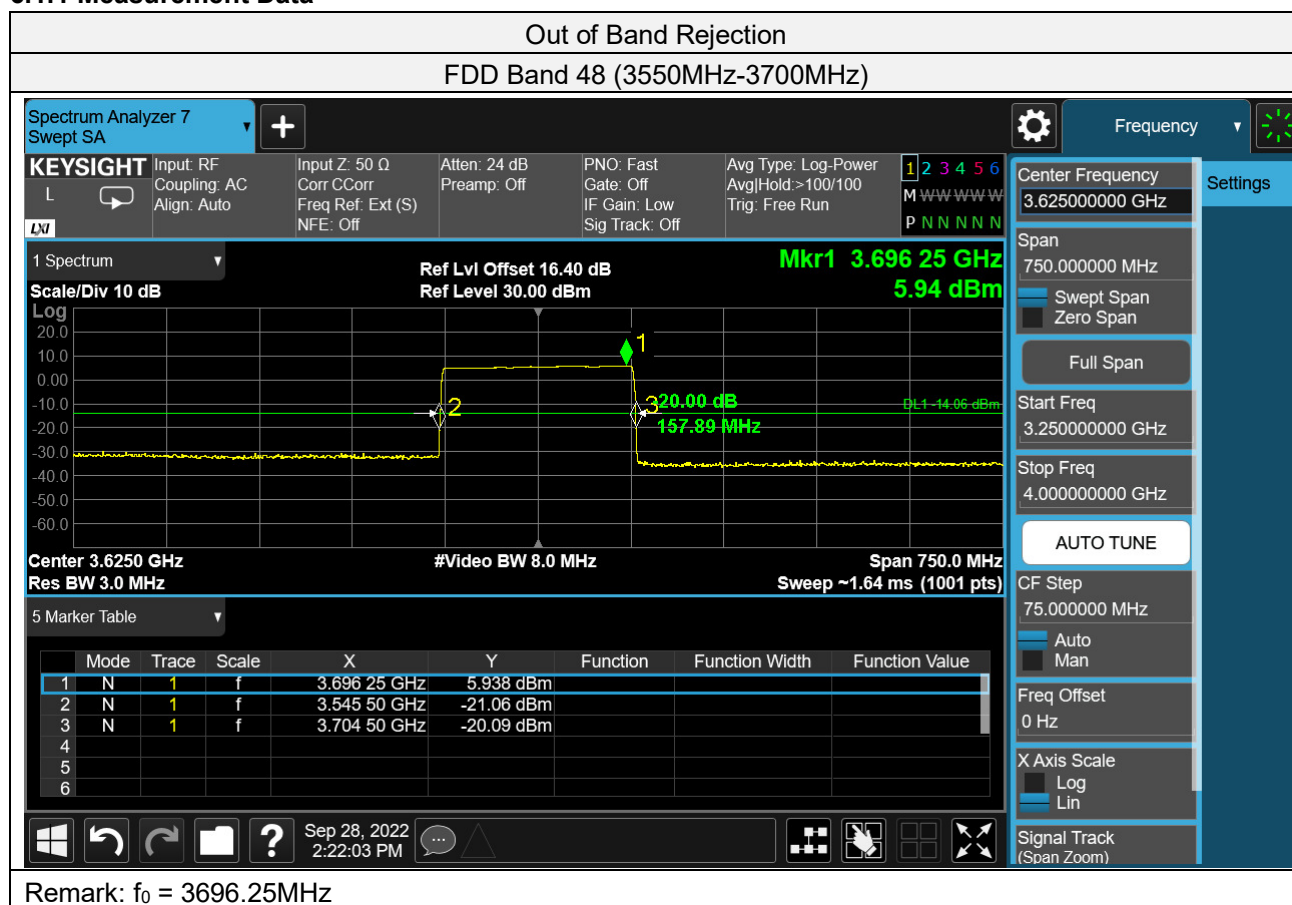 Out of Band Rejection
FDD Band 48 (3550MHz-3700MHz)
Spectrum Analyzer 7
Swept SA
Frequency
KEYSIGHT
L
LXI
Input: RF
Coupling: AC
Align: Auto
Input Z: 50 Ω
Corr CCorr
Freq Ref: Ext (S)
NFE: Off
Atten: 24 dB
Preamp: Off
PNO: Fast
Gate: Off
IF Gain: Low
Sig Track: Off
Avg Type: Log-Power
Avg|Hold:>100/100
Trig: Free Run
1 2 3 4 5 6
M W W W W W
P N N N N N
1 Spectrum
Scale/Div 10 dB
Ref Lvl Offset 16.40 dB
Ref Level 30.00 dBm
Mkr1 3.696 25 GHz
5.94 dBm
Log
20.0
10.0
0.00
-10.0
-20.0
-30.0
-40.0
-50.0
-60.0
1
2
3
20.00 dB
157.89 MHz
DL1 -14.06 dBm
Center 3.6250 GHz
#Video BW 8.0 MHz
Span 750.0 MHz
Res BW 3.0 MHz
Sweep ~1.64 ms (1001 pts)
5 Marker Table
Mode Trace Scale X Y Function Function Width Function Value
1 N 1 f 3.696 25 GHz 5.938 dBm
2 N 1 f 3.545 50 GHz -21.06 dBm
3 N 1 f 3.704 50 GHz -20.09 dBm
4
5
6
?
Sep 28, 2022
2:22:03 PM
Settings
Center Frequency
3.625000000 GHz
Span
750.000000 MHz
Swept Span
Zero Span
Full Span
Start Freq
3.250000000 GHz
Stop Freq
4.000000000 GHz
AUTO TUNE
CF Step
75.000000 MHz
Auto
Man
Freq Offset
0 Hz
X Axis Scale
Log
Lin
Signal Track
(Span Zoom)
Remark: f₀ = 3696.25MHz